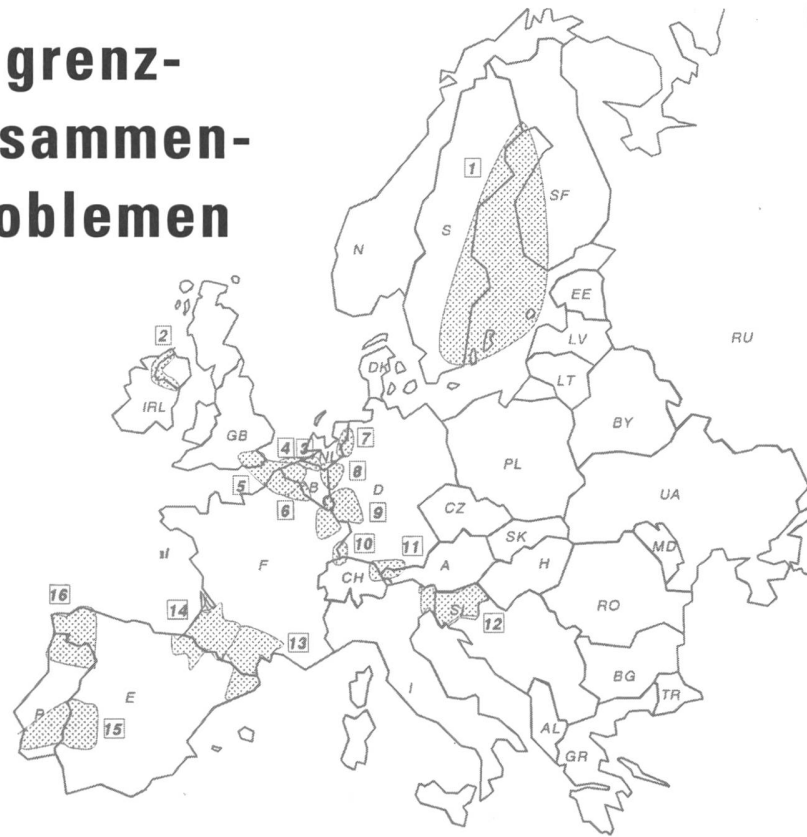 grenz-
sammen-
oblemen
1
SF
S
N
EE
RU
2
LV
DK
LT
IRL
BY
GB
4
3
7
NL
PL
8
5
B
D
UA
6
9
CZ
SK
MD
10
11
F
A
H
CH
16
RO
14
SL
12
13
BG
E
I
TR
P
15
AL
GR